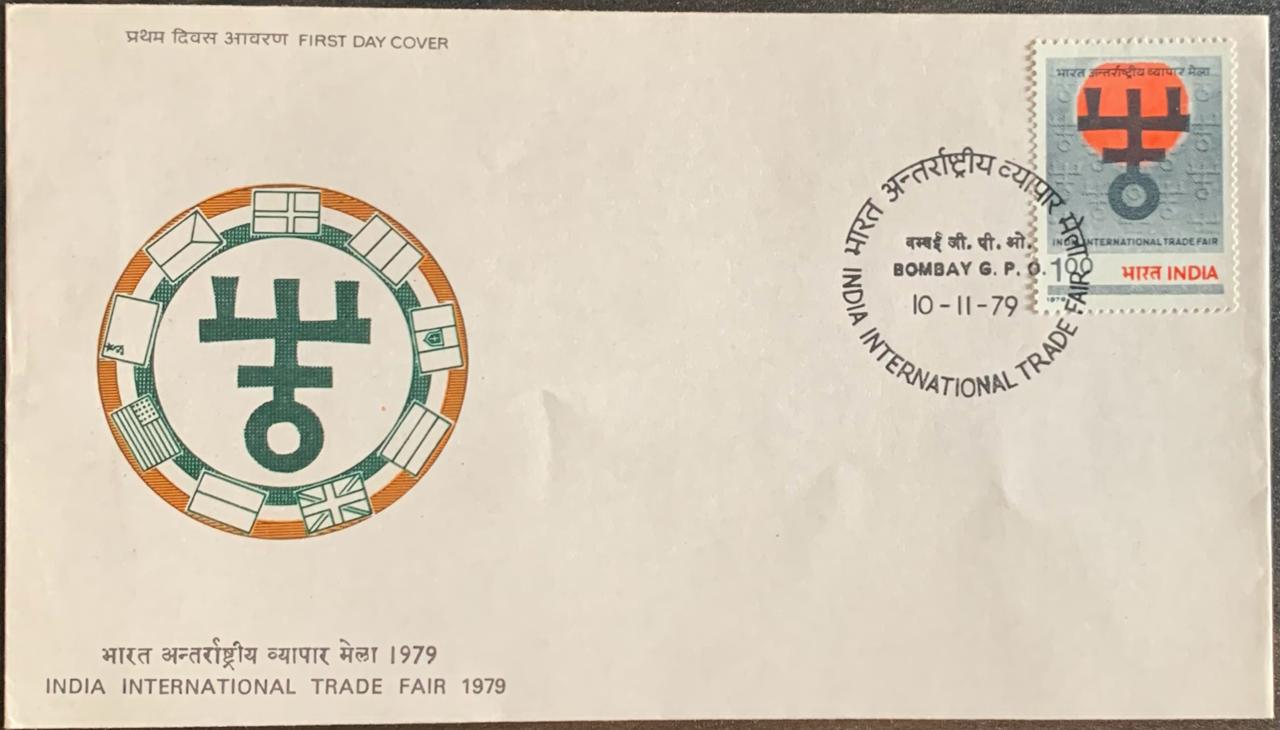 प्रथम दिवस आवरण FIRST DAY COVER
भारत अन्तर्राष्ट्रीय व्यापार मेला
INDIA INTERNATIONAL TRADE FAIR
100 भारत INDIA
1979
भारत अन्तर्राष्ट्रीय व्यापार मेला
बम्बई जी. पी. ओ.
BOMBAY G. P. O.
10-11-79
INDIA INTERNATIONAL TRADE FAIR
भारत अन्तर्राष्ट्रीय व्यापार मेला 1979
INDIA INTERNATIONAL TRADE FAIR 1979